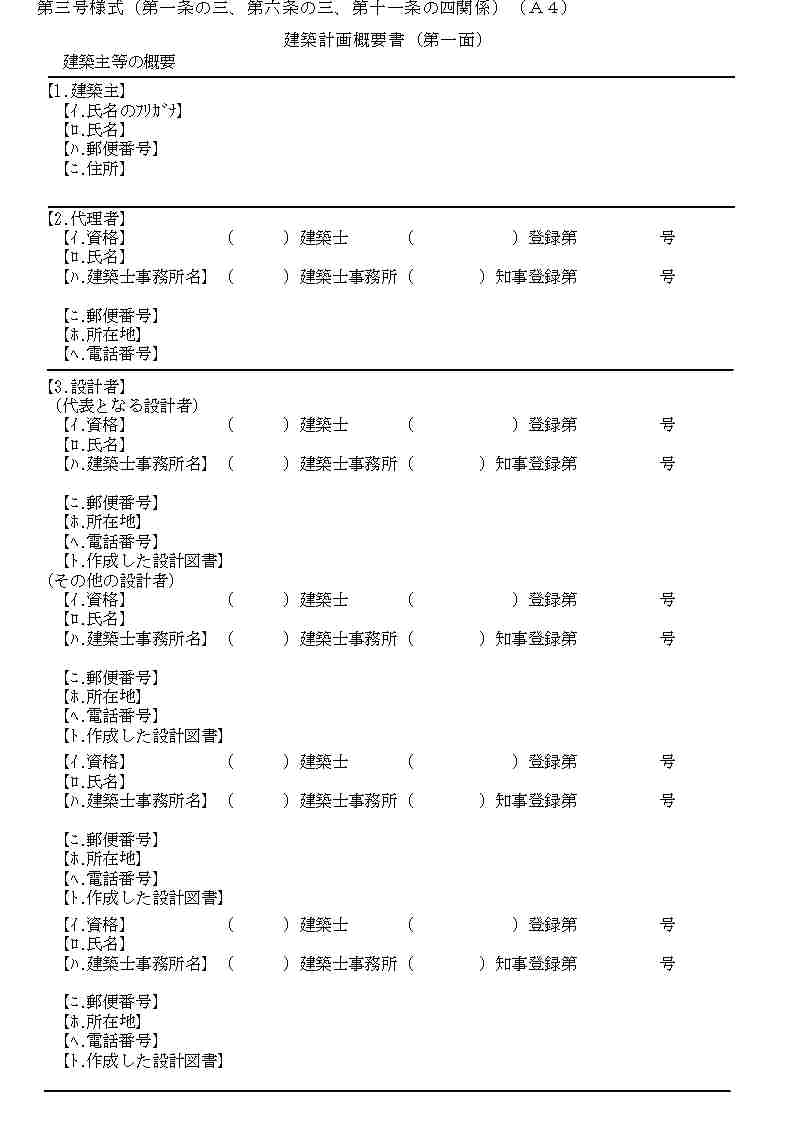 第三号様式（第一条の三、第六条の三、第十一条の四関係）（Ａ４）
建築計画概要書（第一面）
建築主等の概要
【1.建築主】
【ｲ.氏名のﾌﾘｶﾞﾅ】
【ﾛ.氏名】
【ﾊ.郵便番号】
【ﾆ.住所】
【2.代理者】
【ｲ.資格】 （ ）建築士 （ ）登録第 号
【ﾛ.氏名】
【ﾊ.建築士事務所名】（ ）建築士事務所（ ）知事登録第 号
【ﾆ.郵便番号】
【ﾎ.所在地】
【ﾍ.電話番号】
【3.設計者】
（代表となる設計者）
【ｲ.資格】 （ ）建築士 （ ）登録第 号
【ﾛ.氏名】
【ﾊ.建築士事務所名】（ ）建築士事務所（ ）知事登録第 号
【ﾆ.郵便番号】
【ﾎ.所在地】
【ﾍ.電話番号】
【ﾄ.作成した設計図書】
（その他の設計者）
【ｲ.資格】 （ ）建築士 （ ）登録第 号
【ﾛ.氏名】
【ﾊ.建築士事務所名】（ ）建築士事務所（ ）知事登録第 号
【ﾆ.郵便番号】
【ﾎ.所在地】
【ﾍ.電話番号】
【ﾄ.作成した設計図書】
【ｲ.資格】 （ ）建築士 （ ）登録第 号
【ﾛ.氏名】
【ﾊ.建築士事務所名】（ ）建築士事務所（ ）知事登録第 号
【ﾆ.郵便番号】
【ﾎ.所在地】
【ﾍ.電話番号】
【ﾄ.作成した設計図書】
【ｲ.資格】 （ ）建築士 （ ）登録第 号
【ﾛ.氏名】
【ﾊ.建築士事務所名】（ ）建築士事務所（ ）知事登録第 号
【ﾆ.郵便番号】
【ﾎ.所在地】
【ﾍ.電話番号】
【ﾄ.作成した設計図書】